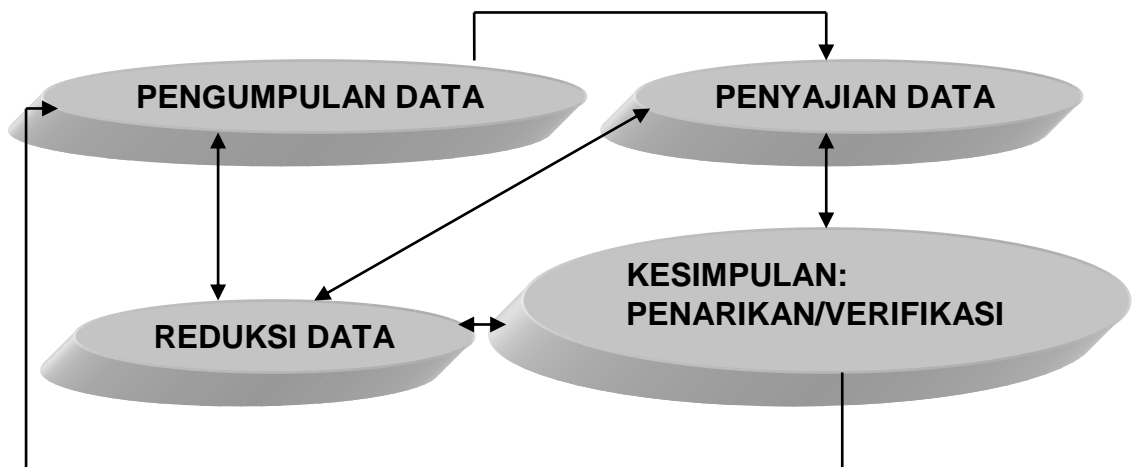 PENGUMPULAN DATA
PENYAJIAN DATA
KESIMPULAN:
PENARIKAN/VERIFIKASI
REDUKSI DATA